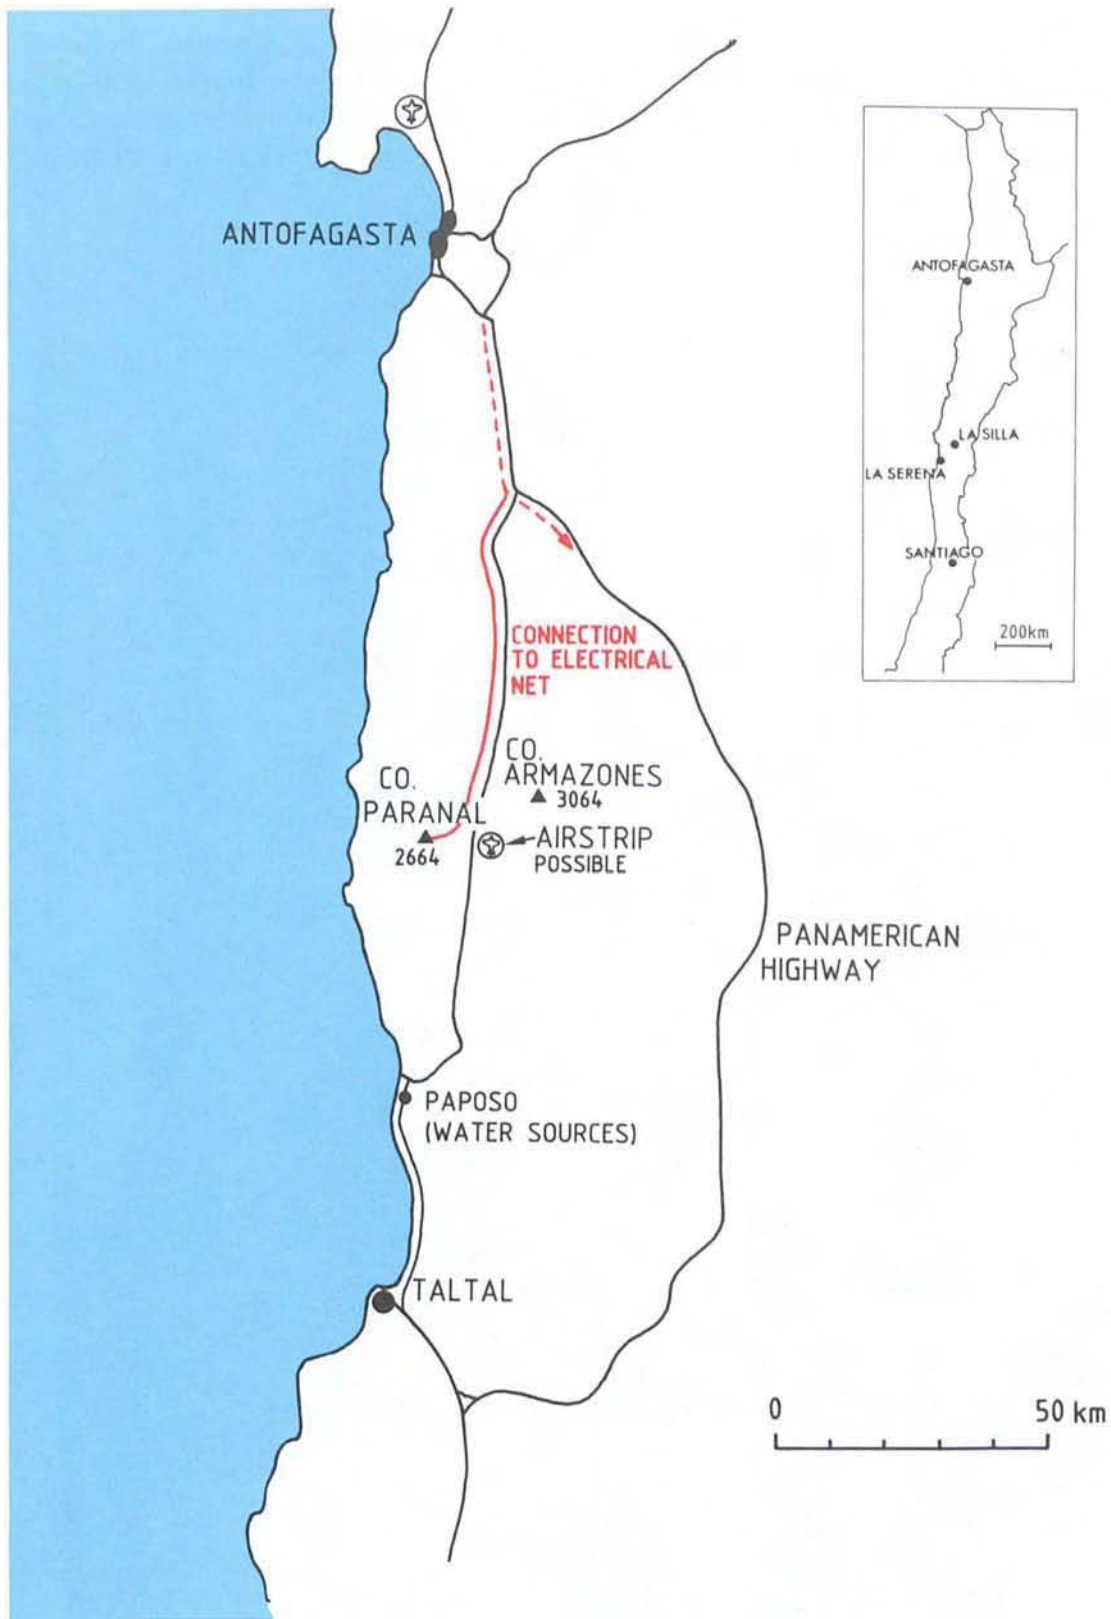 ANTOFAGASTA
CONNECTION
TO ELECTRICAL
NET
CO.
PARANAL
2664
CO.
ARMAZONES
3064
AIRSTRIP
POSSIBLE
PANAMERICAN
HIGHWAY
PAPOSO
(WATER SOURCES)
TALTAL
0 50 km
ANTOFAGASTA
LA SILLA
LA SERENA
SANTIAGO
200km